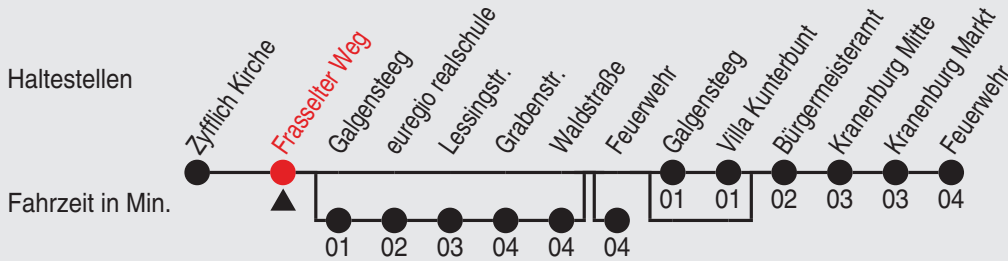 Haltestellen
Zyfflich Kirche
Frasselter Weg
Galgensteeg
euregio realschule
Lessingstr.
Grabenstr.
Waldstraße
Feuerwehr
Galgensteeg
Villa Kunterbunt
Bürgermeisteramt
Kranenburg Mitte
Kranenburg Markt
Feuerwehr
Fahrzeit in Min.
01 01 02 03 03 04
01 02 03 04 04 04